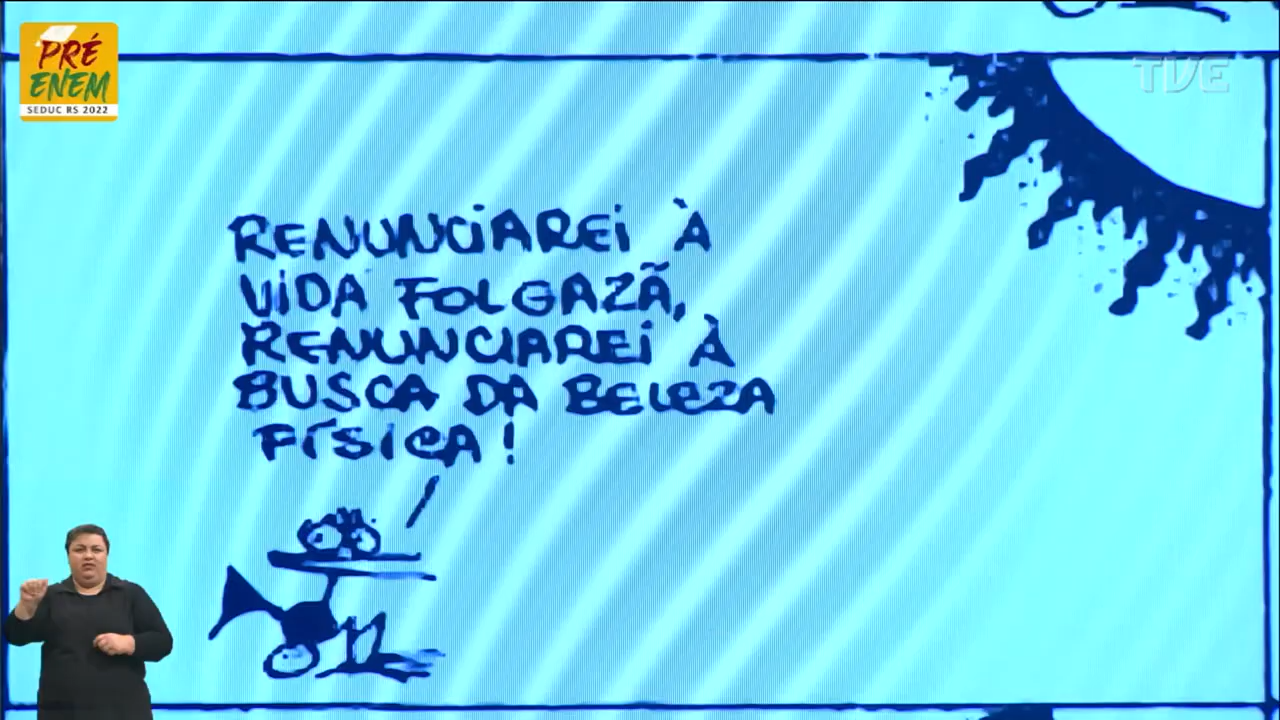 PRÉ
ENEM
SEDUC RS 2022
TVE
RENUNCIAREI À
VIDA FOLGAZÃ,
RENUNCIAREI À
BUSCA DA BELEZA
FÍSICA!